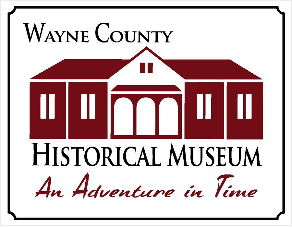 Wayne County
Historical Museum
An Adventure in Time